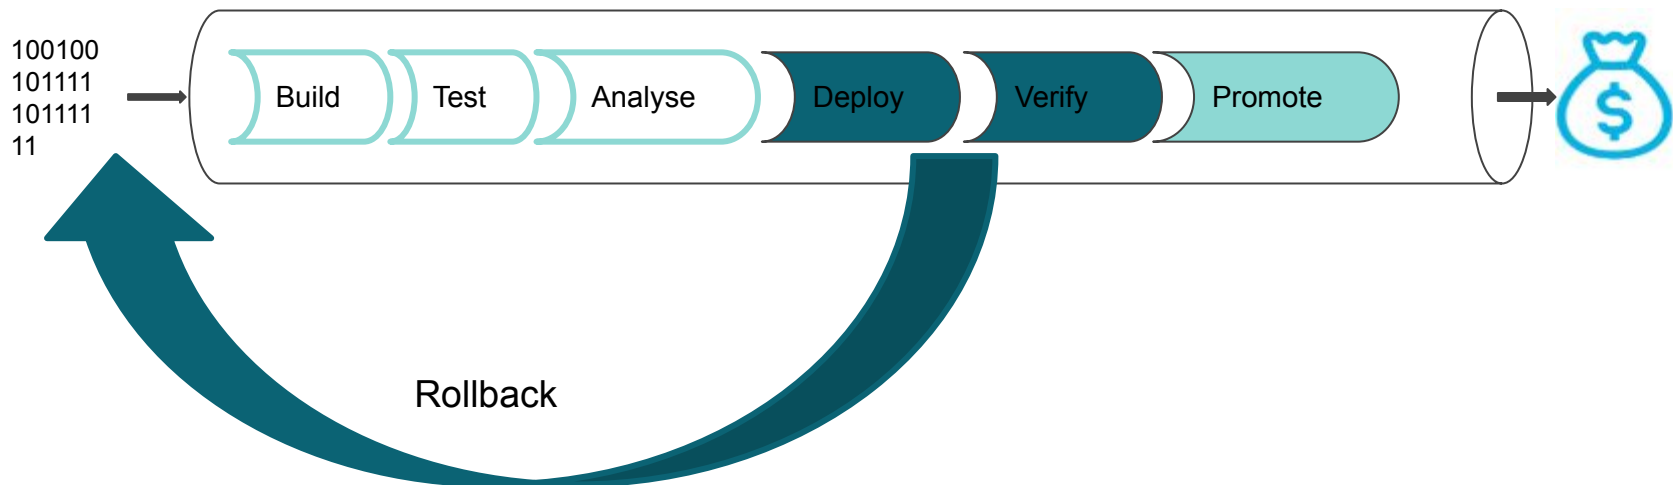 100100
101111
101111
11
Build
Test
Analyse
Deploy
Verify
Promote
$
Rollback